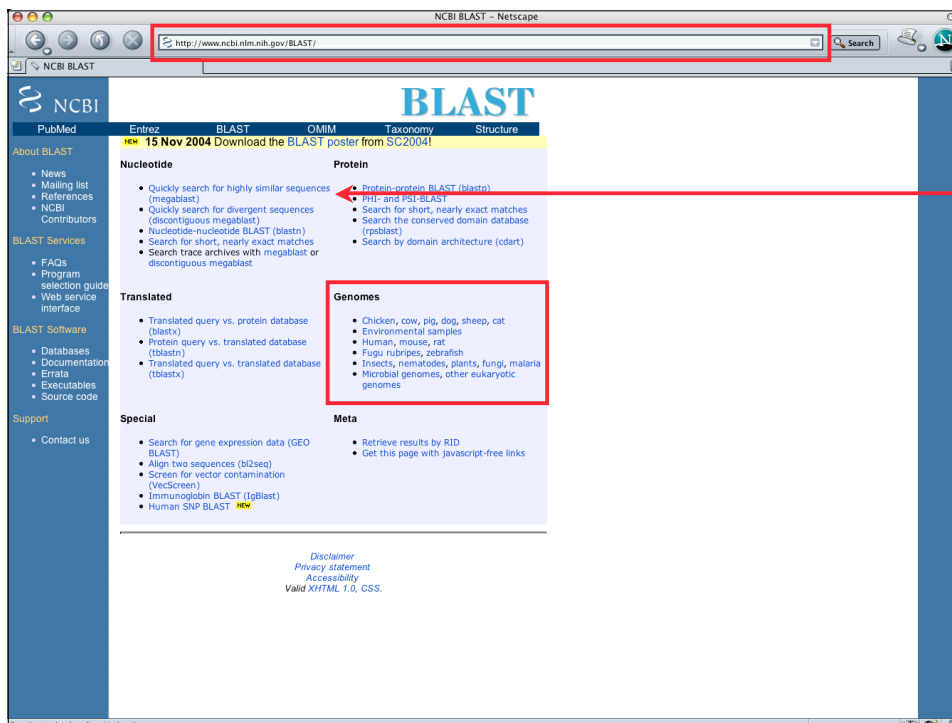 NCBI BLAST – Netscape
http://www.ncbi.nlm.nih.gov/BLAST/
Search
NCBI BLAST
NCBI
BLAST
PubMed Entrez BLAST OMIM Taxonomy Structure
NEW 15 Nov 2004 Download the BLAST poster from SC2004!
About BLAST
• News
• Mailing list
• References
• NCBI
Contributors
BLAST Services
• FAQs
• Program
selection guide
• Web service
interface
BLAST Software
• Databases
• Documentation
• Errata
• Executables
• Source code
Support
• Contact us
Nucleotide
• Quickly search for highly similar sequences
(megablast)
• Quickly search for divergent sequences
(discontiguous megablast)
• Nucleotide-nucleotide BLAST (blastn)
• Search for short, nearly exact matches
• Search trace archives with megablast or
discontiguous megablast
Protein
• Protein-protein BLAST (blastp)
• PHI- and PSI-BLAST
• Search for short, nearly exact matches
• Search the conserved domain database
(rpsblast)
• Search by domain architecture (cdart)
Translated
• Translated query vs. protein database
(blastx)
• Protein query vs. translated database
(tblastn)
• Translated query vs. translated database
(tblastx)
Genomes
• Chicken, cow, pig, dog, sheep, cat
• Environmental samples
• Human, mouse, rat
• Fugu rubripes, zebrafish
• Insects, nematodes, plants, fungi, malaria
• Microbial genomes, other eukaryotic
genomes
Special
• Search for gene expression data (GEO
BLAST)
• Align two sequences (bl2seq)
• Screen for vector contamination
(VecScreen)
• Immunoglobin BLAST (IgBlast)
• Human SNP BLAST NEW
Meta
• Retrieve results by RID
• Get this page with javascript-free links
Disclaimer
Privacy statement
Accessibility
Valid XHTML 1.0, CSS.